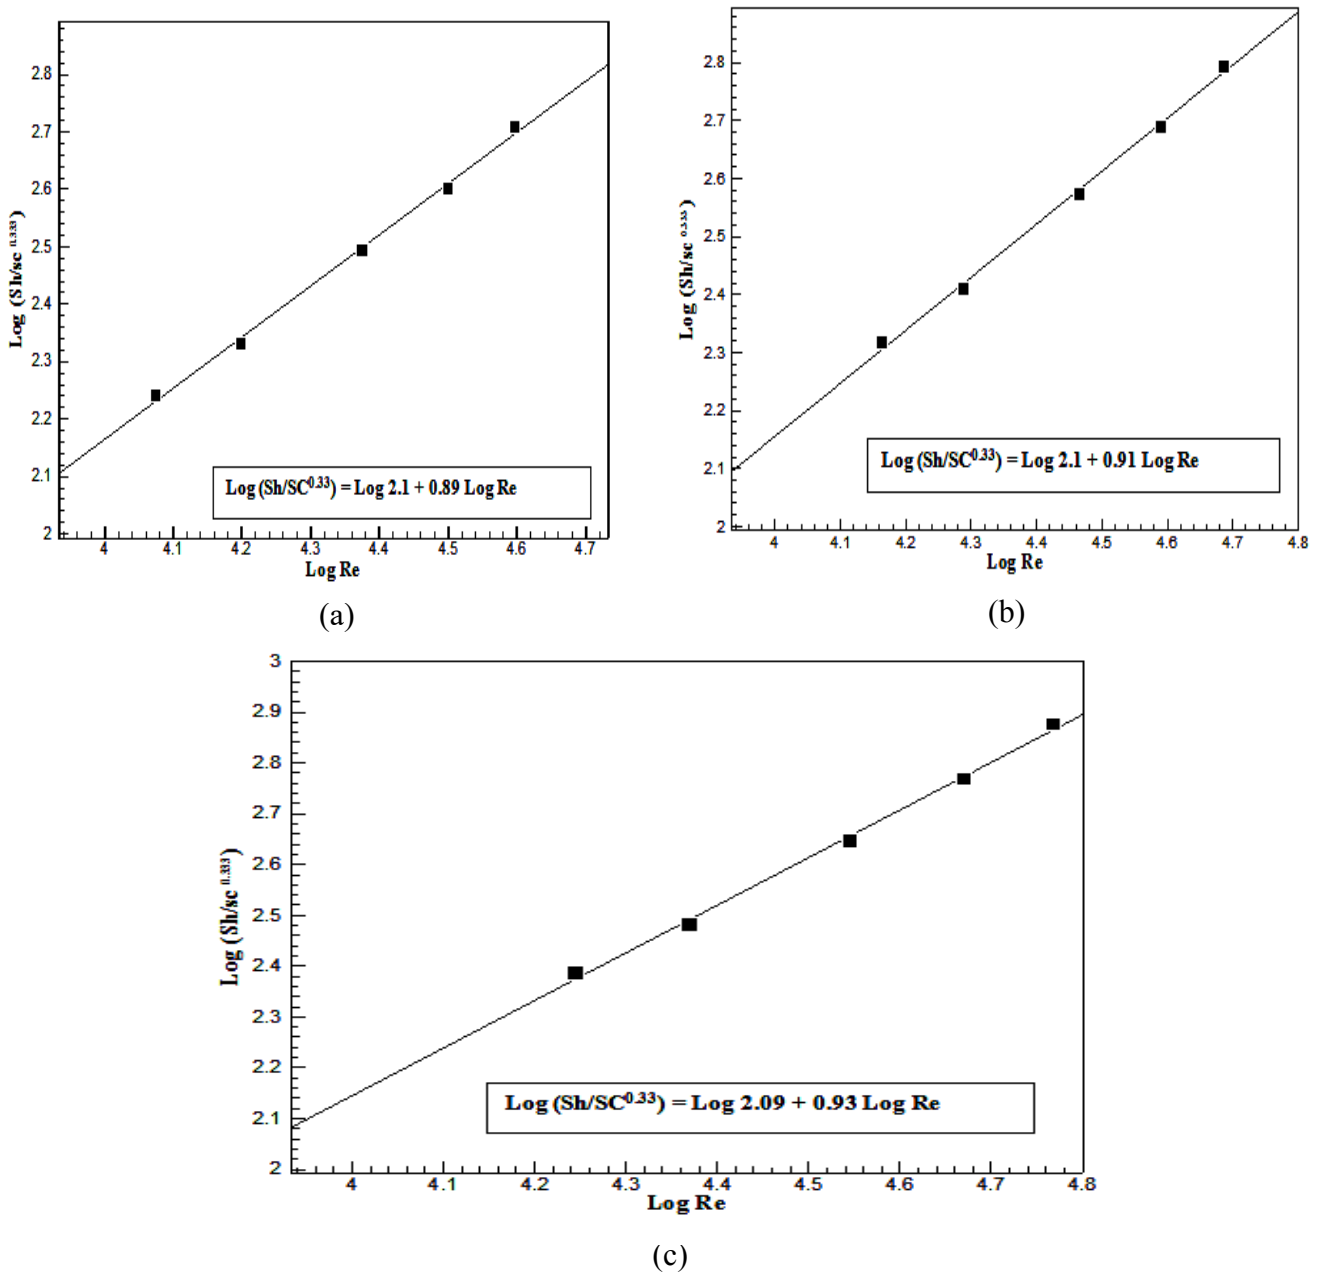 2.8
2.7
2.6
2.5
2.4
2.3
2.2
2.1
2
Log (Sh/sc 0.333)
Log (Sh/SC0.33) = Log 2.1 + 0.89 Log Re
4 4.1 4.2 4.3 4.4 4.5 4.6 4.7
Log Re
(a)
2.8
2.7
2.6
2.5
2.4
2.3
2.2
2.1
2
Log (Sh/sc 0.333)
Log (Sh/SC0.33) = Log 2.1 + 0.91 Log Re
4 4.1 4.2 4.3 4.4 4.5 4.6 4.7 4.8
Log Re
(b)
3
2.9
2.8
2.7
2.6
2.5
2.4
2.3
2.2
2.1
2
Log (Sh/sc 0.333)
Log (Sh/SC0.33) = Log 2.09 + 0.93 Log Re
4 4.1 4.2 4.3 4.4 4.5 4.6 4.7 4.8
Log Re
(c)